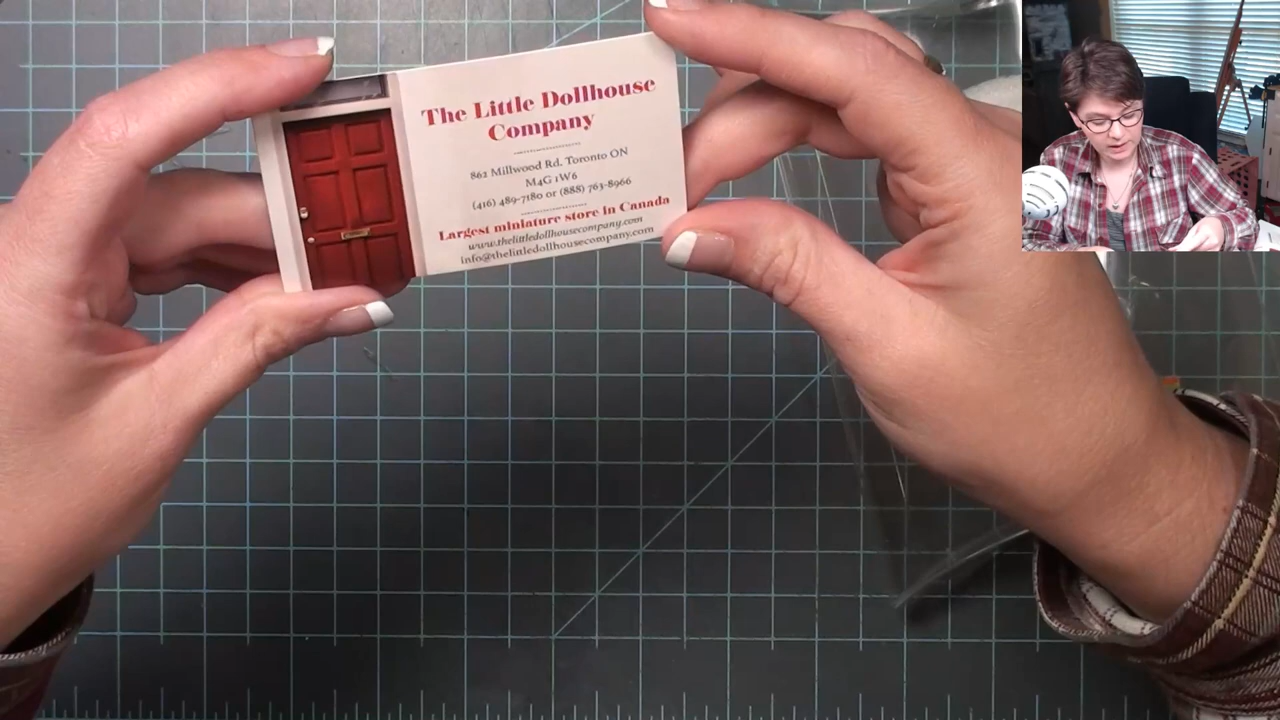 The Little Dollhouse
Company
862 Millwood Rd, Toronto ON
M4G 1W6
(416) 489-7180 or (888) 763-8966
Largest miniature store in Canada
www.thelittledollhousecompany.com
info@thelittledollhousecompany.com